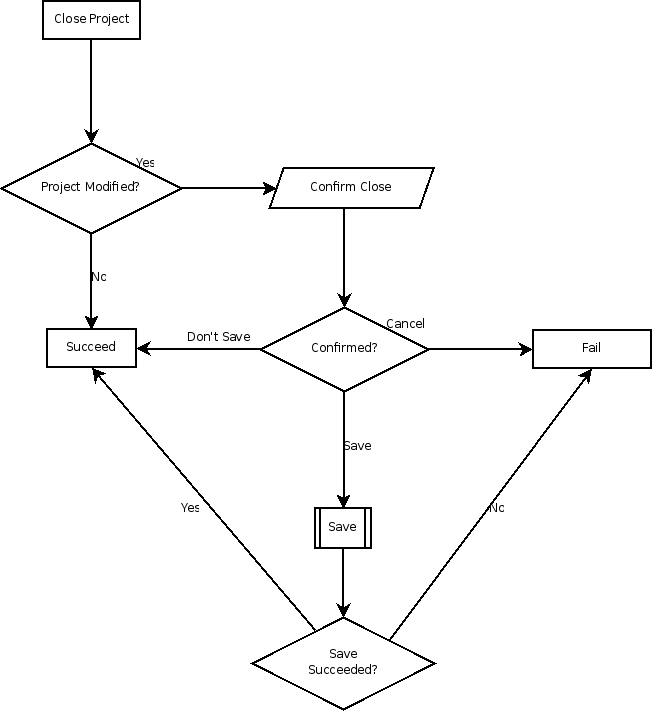 Close Project
Yes
Project Modified?
Confirm Close
No
Cancel
Don't Save
Succeed
Confirmed?
Fail
Save
Yes
No
Save
Save
Succeeded?